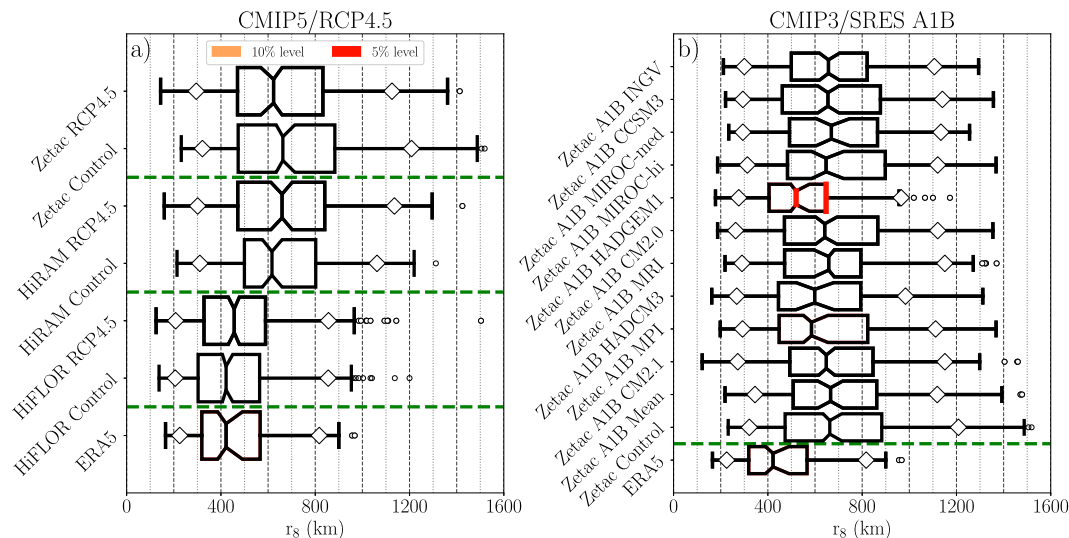 CMIP5/RCP4.5
a)
10% level
5% level
Zetac RCP4.5
Zetac Control
HiRAM RCP4.5
HiRAM Control
HiFLOR RCP4.5
HiFLOR Control
ERA5
0 400 800 1200 1600
r₈ (km)
CMIP3/SRES A1B
b)
Zetac A1B INGV
Zetac A1B CCSM3
Zetac A1B MIROC-med
Zetac A1B MIROC-hi
Zetac A1B HADGEM1
Zetac A1B CM2.0
Zetac A1B MRI
Zetac A1B HADCM3
Zetac A1B MPI
Zetac A1B CM2.1
Zetac A1B Mean
Zetac Control
ERA5
0 400 800 1200 1600
r₈ (km)